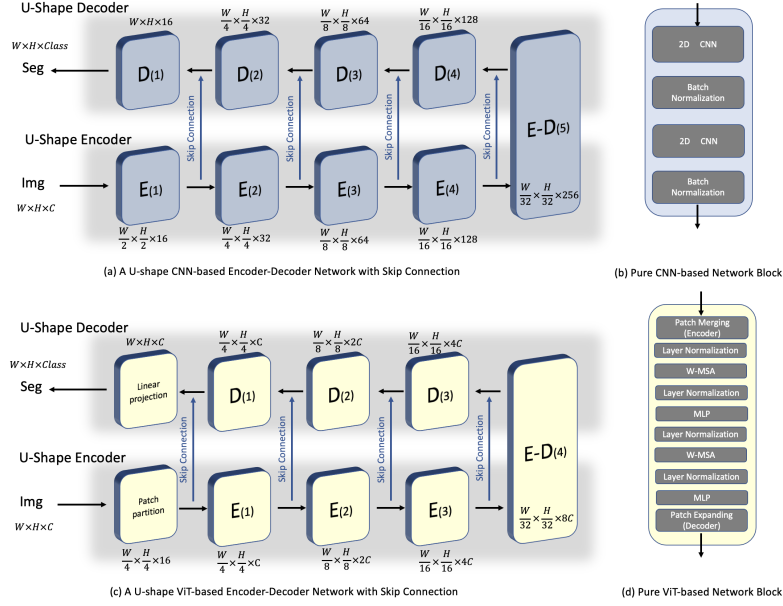 U-Shape Decoder
W×H×16
W/4 × H/4 ×32
W/8 × H/8 ×64
W/16 × H/16 ×128
W×H×Class
Seg
D(1)
D(2)
D(3)
D(4)
Skip Connection
Skip Connection
Skip Connection
Skip Connection
E-D(5)
W/32 × H/32 ×256
U-Shape Encoder
Img
W×H×C
E(1)
E(2)
E(3)
E(4)
W/2 × H/2 ×16
W/4 × H/4 ×32
W/8 × H/8 ×64
W/16 × H/16 ×128
(a) A U-shape CNN-based Encoder-Decoder Network with Skip Connection
2D CNN
Batch
Normalization
2D CNN
Batch
Normalization
(b) Pure CNN-based Network Block
U-Shape Decoder
W×H×C
W/4 × H/4 ×C
W/8 × H/8 ×2C
W/16 × H/16 ×4C
W×H×Class
Seg
Linear
projection
D(1)
D(2)
D(3)
Skip Connection
Skip Connection
Skip Connection
Skip Connection
E-D(4)
W/32 × H/32 ×8C
U-Shape Encoder
Img
W×H×C
Patch
partition
E(1)
E(2)
E(3)
W/4 × H/4 ×16
W/4 × H/4 ×C
W/8 × H/8 ×2C
W/16 × H/16 ×4C
(c) A U-shape ViT-based Encoder-Decoder Network with Skip Connection
Patch Merging
(Encoder)
Layer Normalization
W-MSA
Layer Normalization
MLP
Layer Normalization
W-MSA
Layer Normalization
MLP
Patch Expanding
(Decoder)
(d) Pure ViT-based Network Block